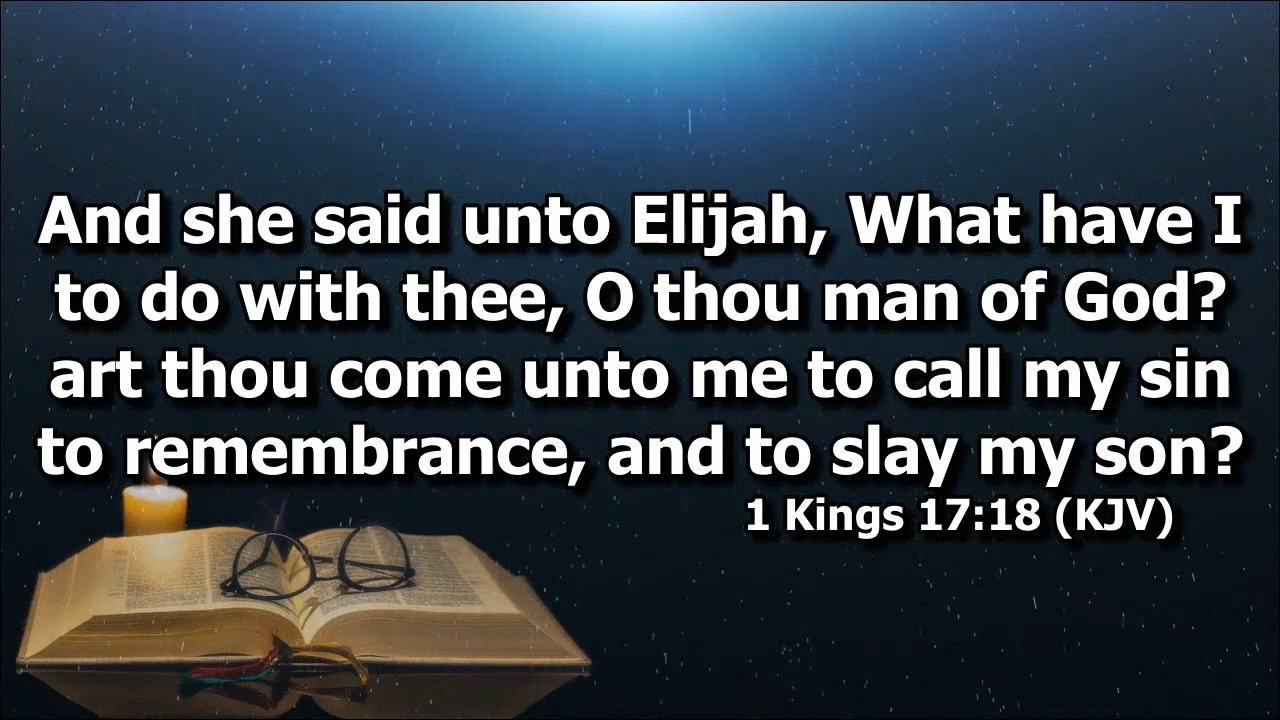 And she said unto Elijah, What have I
to do with thee, O thou man of God?
art thou come unto me to call my sin
to remembrance, and to slay my son?
1 Kings 17:18 (KJV)